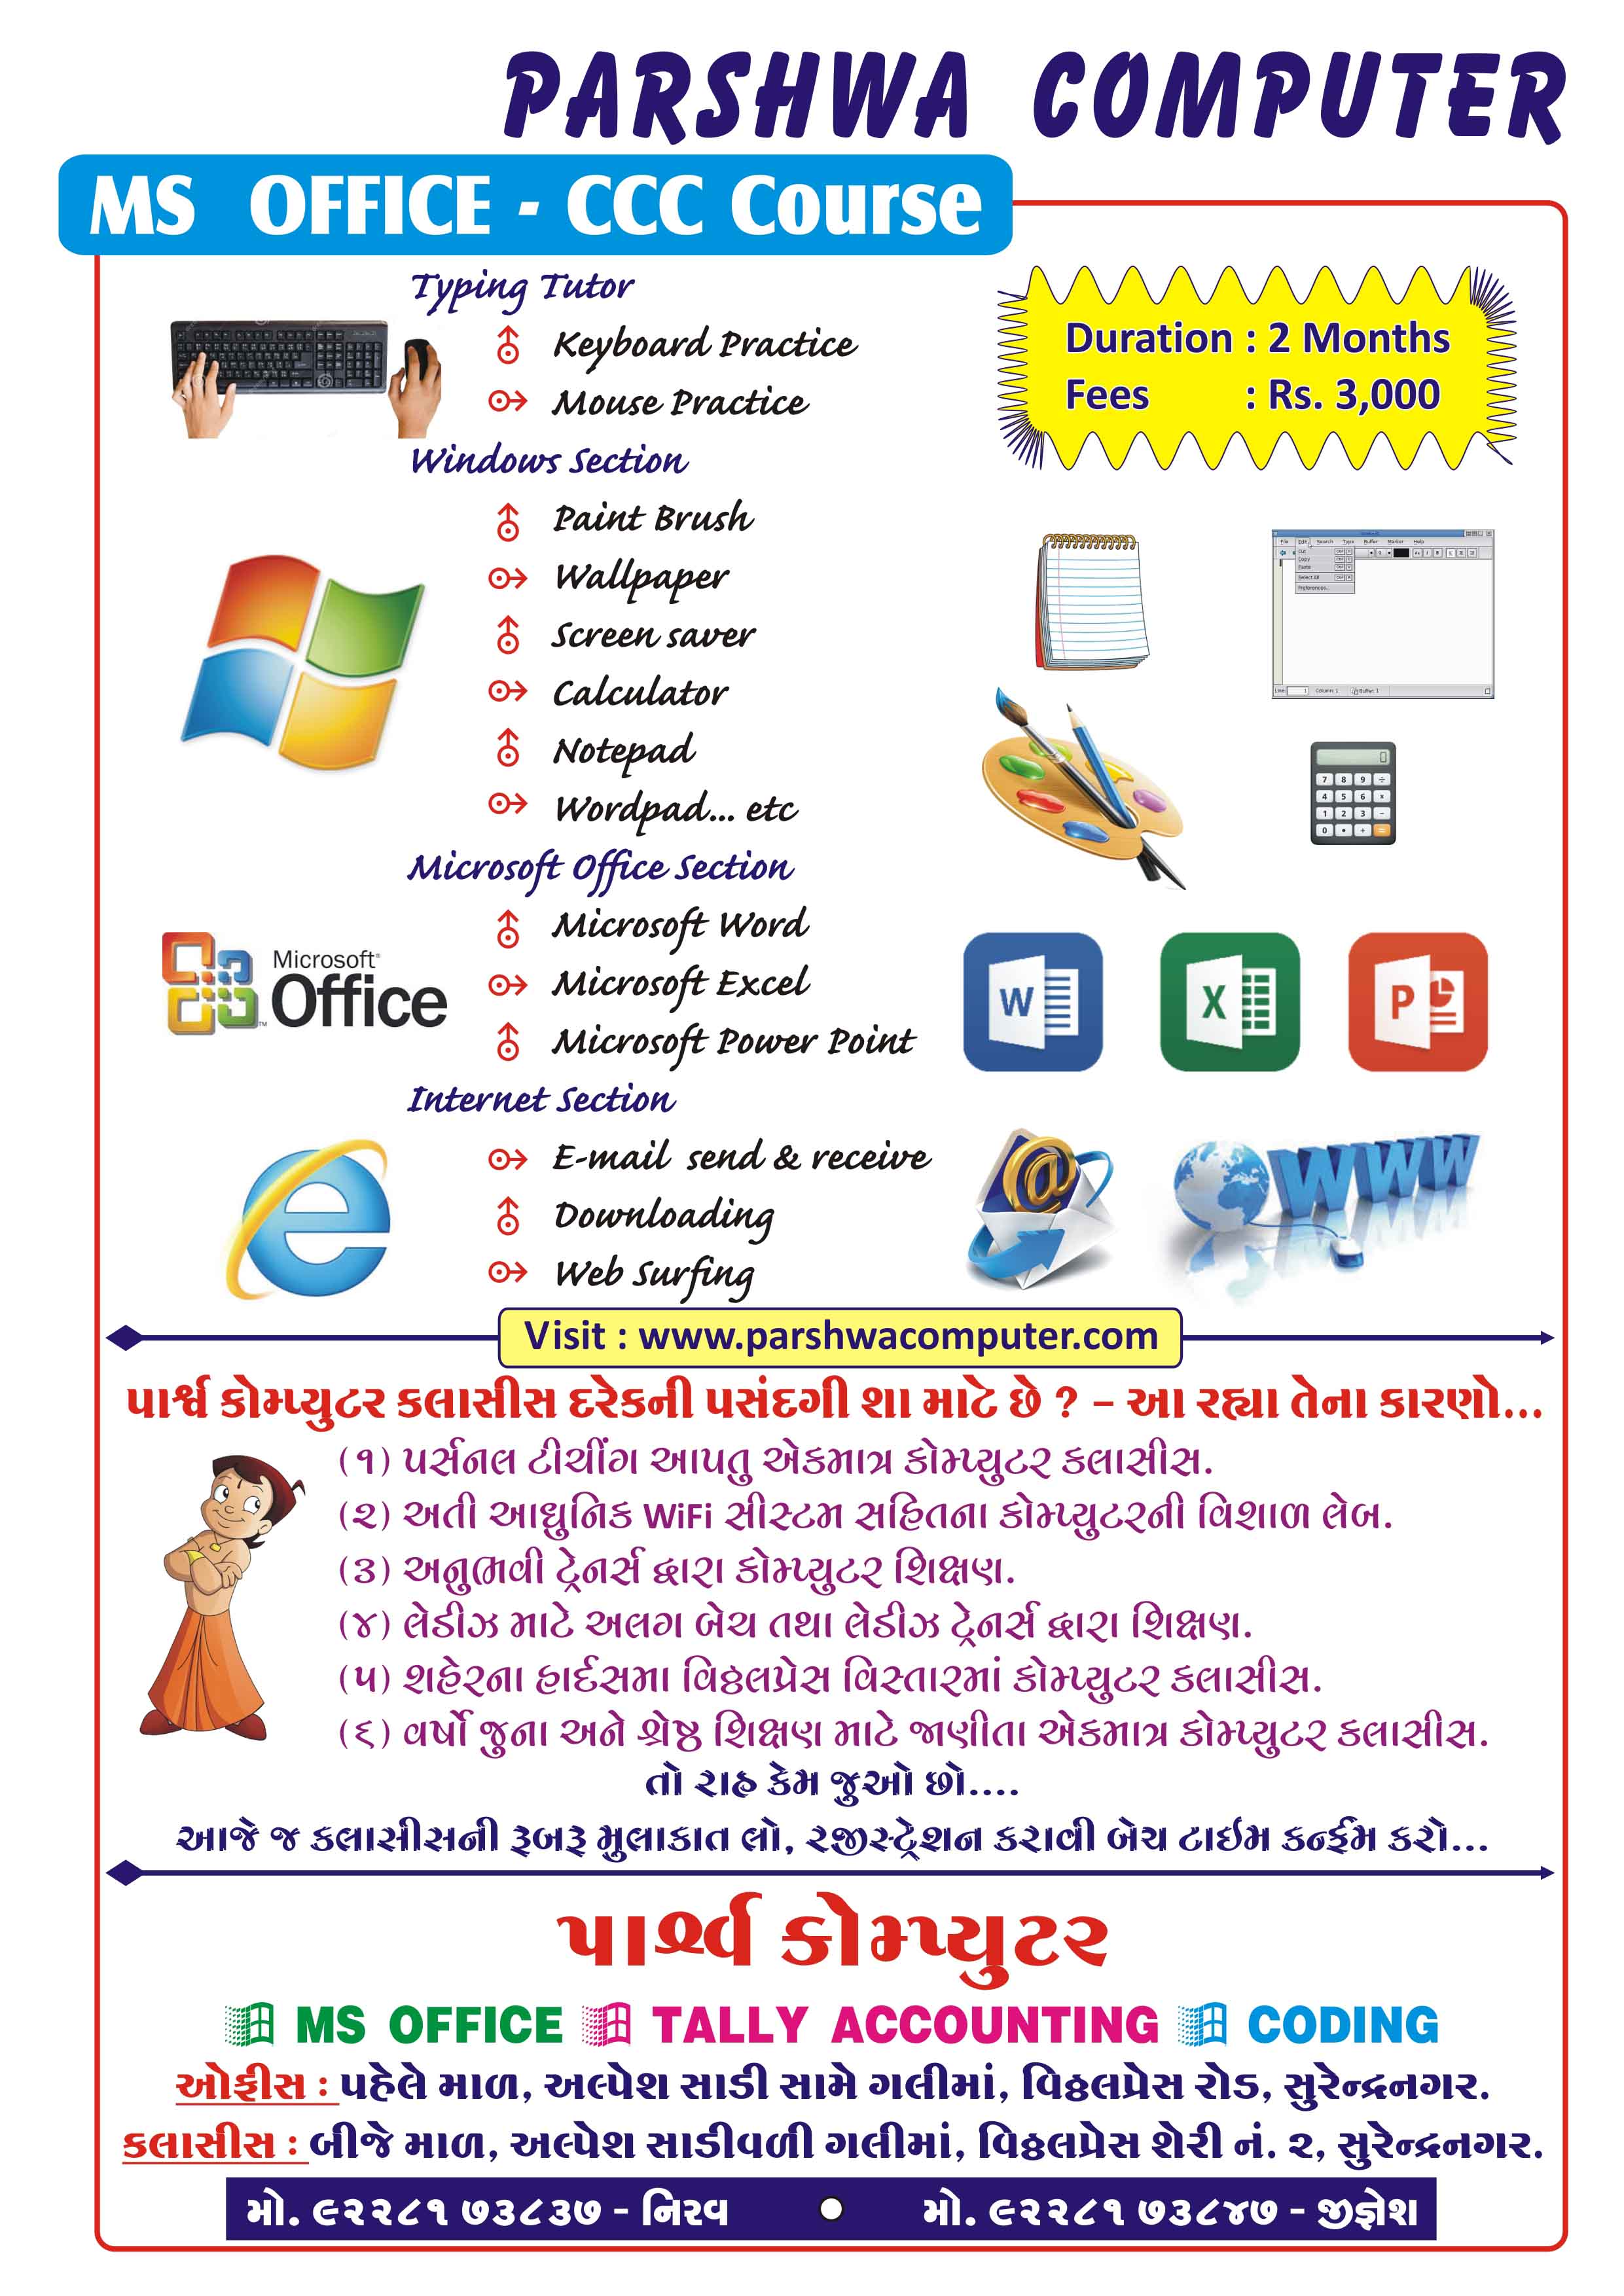 PARSHWA COMPUTER
MS OFFICE - CCC Course
Typing Tutor
Keyboard Practice
Mouse Practice
Duration : 2 Months
Fees : Rs. 3,000
Windows Section
Paint Brush
Wallpaper
Screen saver
Calculator
Notepad
Wordpad... etc
Microsoft Office Section
Microsoft Word
Microsoft Excel
Microsoft Power Point
Microsoft®
Office™
W
X
P
Internet Section
E-mail send & receive
Downloading
Web Surfing
@
WWW
Visit : www.parshwacomputer.com
પાર્શ્વ કોમ્પ્યુટર કલાસીસ દરેકની પસંદગી શા માટે છે ? – આ રહ્યા તેના કારણો...
(૧) પર્સનલ ટીચીંગ આપતુ એકમાત્ર કોમ્પ્યુટર કલાસીસ.
(૨) અતી આધુનિક WiFi સીસ્ટમ સહિતના કોમ્પ્યુટરની વિશાળ લેબ.
(૩) અનુભવી ટ્રેનર્સ દ્વારા કોમ્પ્યુટર શિક્ષણ.
(૪) લેડીઝ માટે અલગ બેચ તથા લેડીઝ ટ્રેનર્સ દ્વારા શિક્ષણ.
(૫) શહેરના હાર્દસમા વિઠ્ઠલપ્રેસ વિસ્તારમાં કોમ્પ્યુટર કલાસીસ.
(૬) વર્ષો જુના અને શ્રેષ્ઠ શિક્ષણ માટે જાણીતા એકમાત્ર કોમ્પ્યુટર કલાસીસ.
તો રાહ કેમ જુઓ છો....
આજે જ કલાસીસની રૂબરૂ મુલાકાત લો, રજીસ્ટ્રેશન કરાવી બેચ ટાઈમ કન્ફર્મ કરો...
પાર્શ્વ કોમ્પ્યુટર
MS OFFICE TALLY ACCOUNTING CODING
ઓફીસ : પહેલે માળ, અલ્પેશ સાડી સામે ગલીમાં, વિઠ્ઠલપ્રેસ રોડ, સુરેન્દ્રનગર.
કલાસીસ : બીજે માળ, અલ્પેશ સાડીવળી ગલીમાં, વિઠ્ઠલપ્રેસ શેરી નં. ૨, સુરેન્દ્રનગર.
મો. ૯૨૨૮૧ ૭૩૮૩૭ - નિરવ • મો. ૯૨૨૮૧ ૭૩૮૪૭ - જીજ્ઞેશ